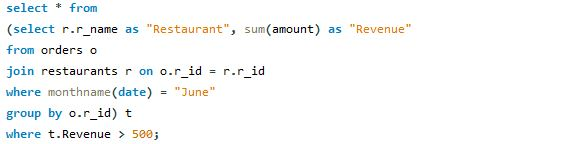 select * from
(select r.r_name as "Restaurant", sum(amount) as "Revenue"
from orders o
join restaurants r on o.r_id = r.r_id
where monthname(date) = "June"
group by o.r_id) t
where t.Revenue > 500;